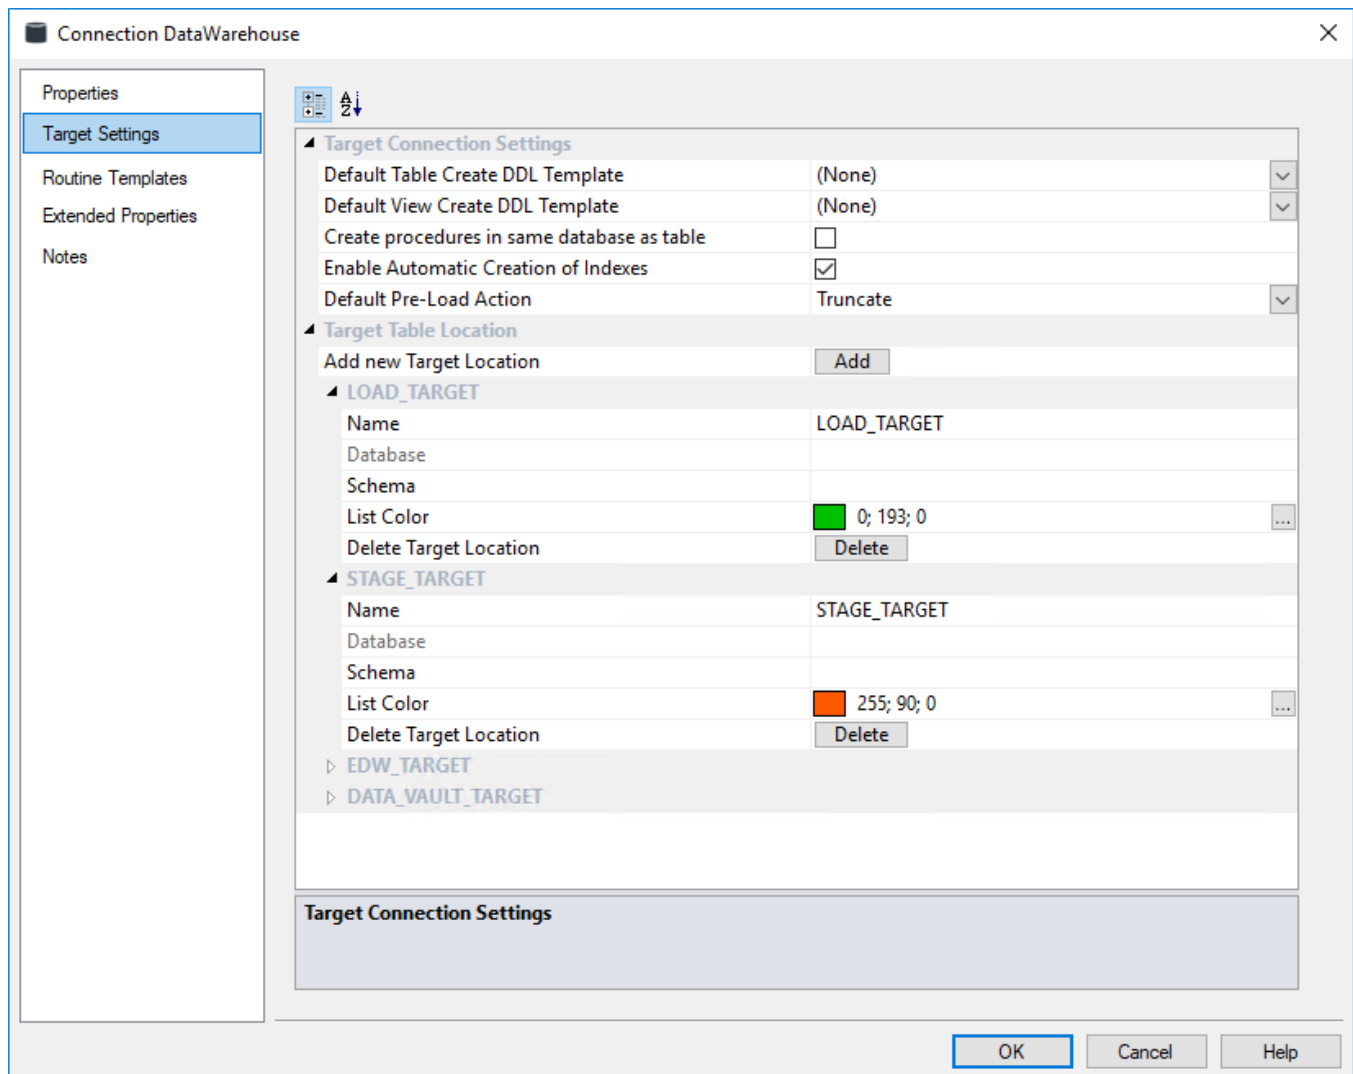 Connection DataWarehouse
Properties
Target Settings
Routine Templates
Extended Properties
Notes
Target Connection Settings
Default Table Create DDL Template (None)
Default View Create DDL Template (None)
Create procedures in same database as table
Enable Automatic Creation of Indexes
Default Pre-Load Action Truncate
Target Table Location
Add new Target Location Add
LOAD_TARGET
Name LOAD_TARGET
Database
Schema
List Color 0; 193; 0 ...
Delete Target Location Delete
STAGE_TARGET
Name STAGE_TARGET
Database
Schema
List Color 255; 90; 0 ...
Delete Target Location Delete
EDW_TARGET
DATA_VAULT_TARGET
Target Connection Settings
OK Cancel Help